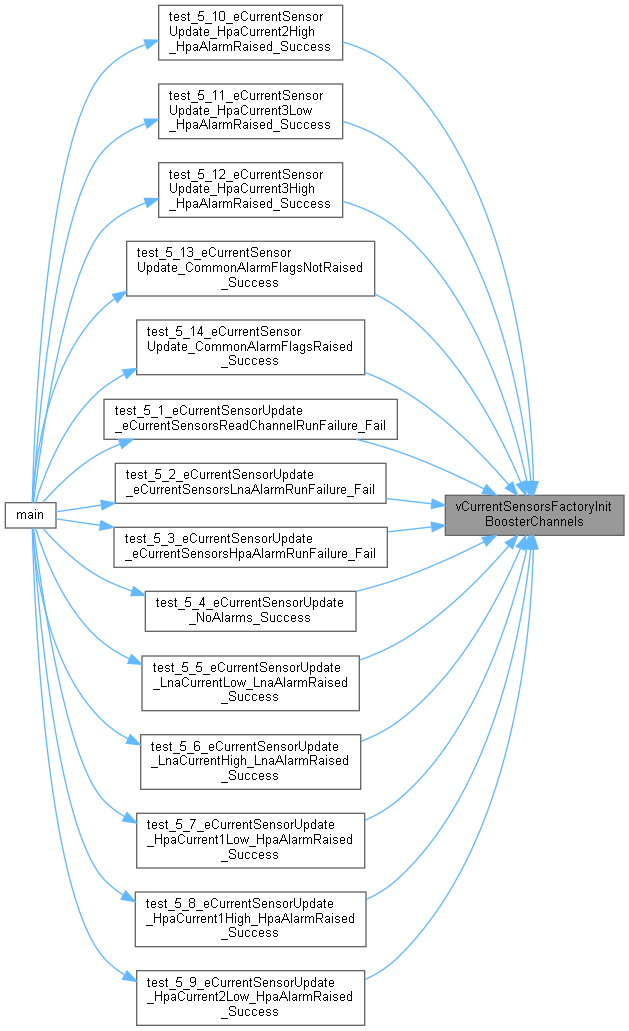 test_5_10_eCurrentSensor
Update_HpaCurrent2High
_HpaAlarmRaised_Success
test_5_11_eCurrentSensor
Update_HpaCurrent3Low
_HpaAlarmRaised_Success
test_5_12_eCurrentSensor
Update_HpaCurrent3High
_HpaAlarmRaised_Success
test_5_13_eCurrentSensor
Update_CommonAlarmFlagsNotRaised
_Success
test_5_14_eCurrentSensor
Update_CommonAlarmFlagsRaised
_Success
test_5_1_eCurrentSensorUpdate
_eCurrentSensorsReadChannelRunFailure_Fail
test_5_2_eCurrentSensorUpdate
_eCurrentSensorsLnaAlarmRunFailure_Fail
main
vCurrentSensorsFactoryInit
BoosterChannels
test_5_3_eCurrentSensorUpdate
_eCurrentSensorsHpaAlarmRunFailure_Fail
test_5_4_eCurrentSensorUpdate
_NoAlarms_Success
test_5_5_eCurrentSensorUpdate
_LnaCurrentLow_LnaAlarmRaised
_Success
test_5_6_eCurrentSensorUpdate
_LnaCurrentHigh_LnaAlarmRaised
_Success
test_5_7_eCurrentSensorUpdate
_HpaCurrent1Low_HpaAlarmRaised
_Success
test_5_8_eCurrentSensorUpdate
_HpaCurrent1High_HpaAlarmRaised
_Success
test_5_9_eCurrentSensorUpdate
_HpaCurrent2Low_HpaAlarmRaised
_Success